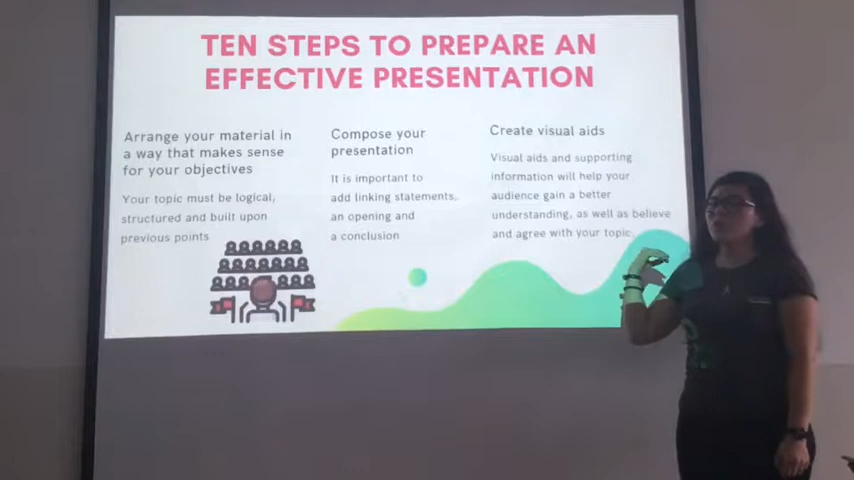 TEN STEPS TO PREPARE AN
EFFECTIVE PRESENTATION
Arrange your material in
a way that makes sense
for your objectives
Your topic must be logical,
structured and built upon
previous points
Compose your
presentation
It is important to
add linking statements,
an opening and
a conclusion
Create visual aids
Visual aids and supporting
information will help your
audience gain a better
understanding, as well as believe
and agree with your topic.